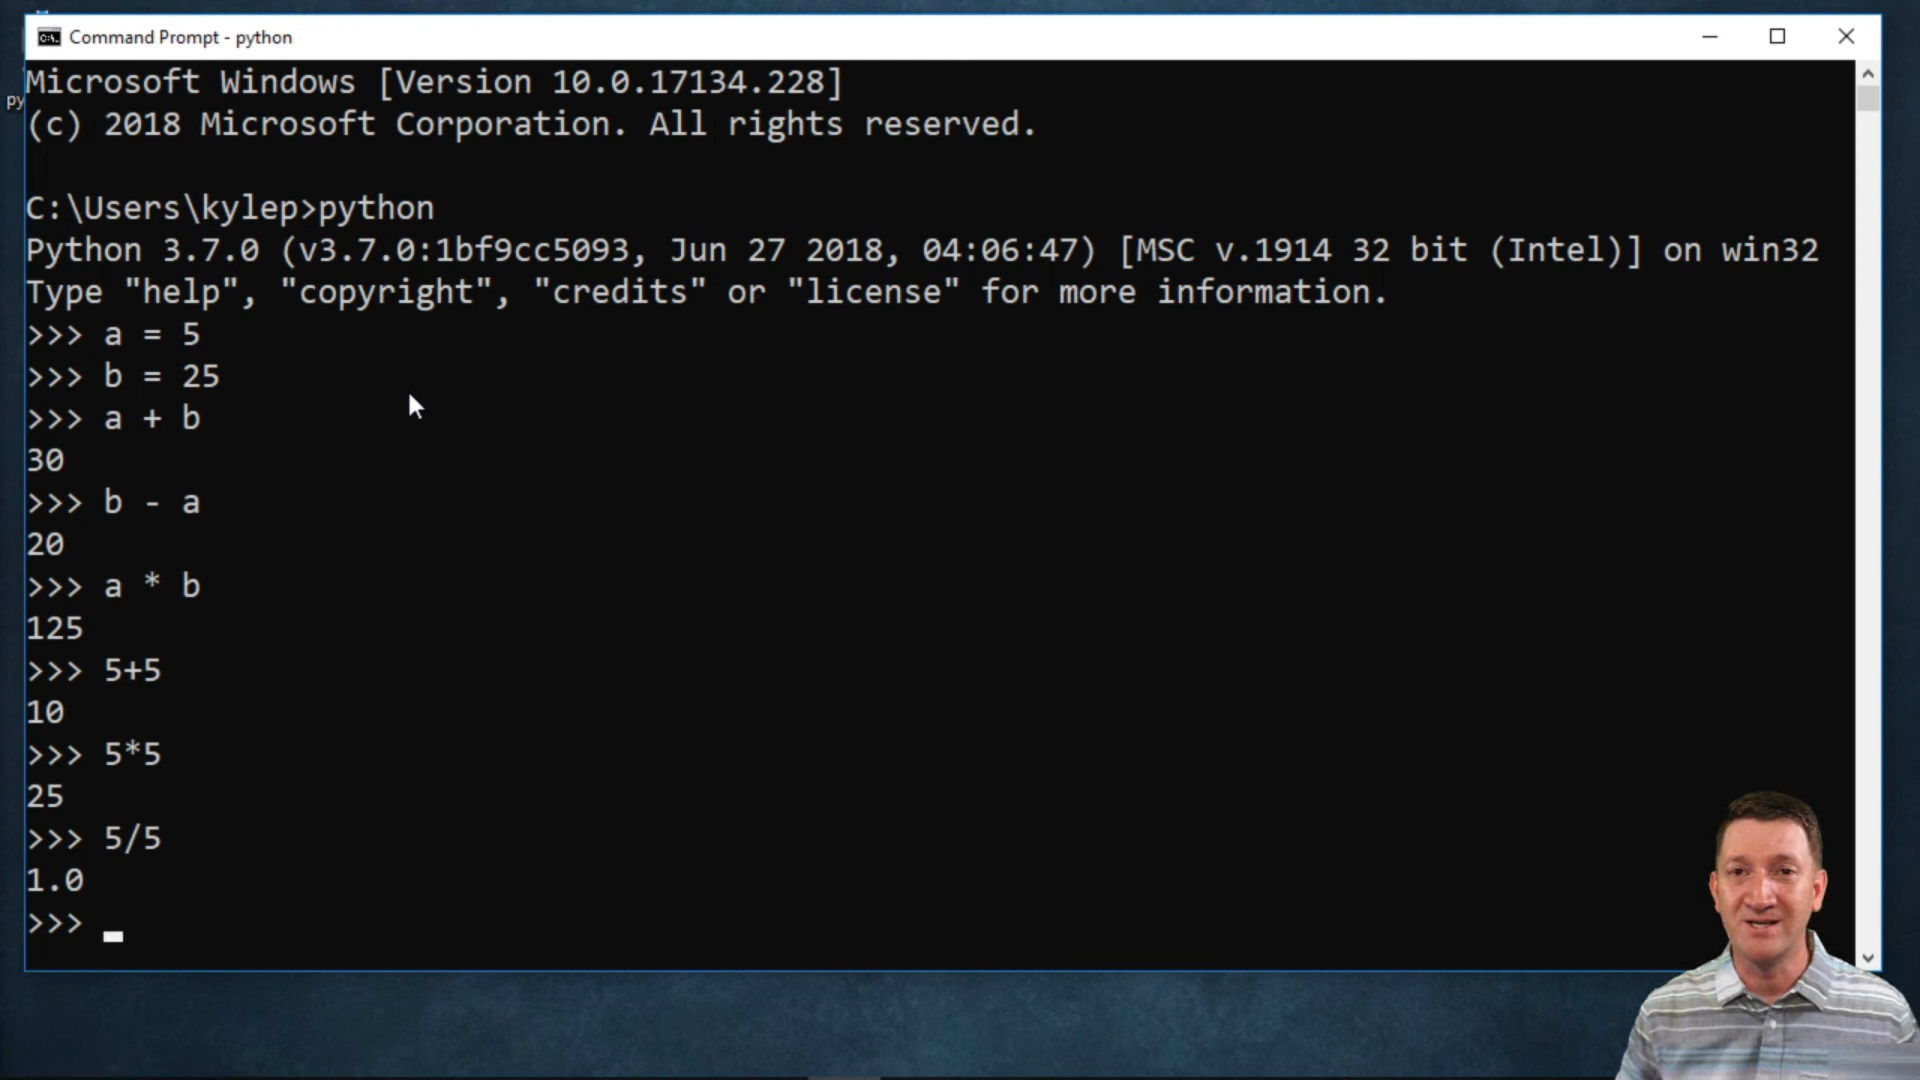 Command Prompt - python
Microsoft Windows [Version 10.0.17134.228]
(c) 2018 Microsoft Corporation. All rights reserved.
C:\Users\kylep>python
Python 3.7.0 (v3.7.0:1bf9cc5093, Jun 27 2018, 04:06:47) [MSC v.1914 32 bit (Intel)] on win32
Type "help", "copyright", "credits" or "license" for more information.
>>> a = 5
>>> b = 25
>>> a + b
30
>>> b - a
20
>>> a * b
125
>>> 5+5
10
>>> 5*5
25
>>> 5/5
1.0
>>>